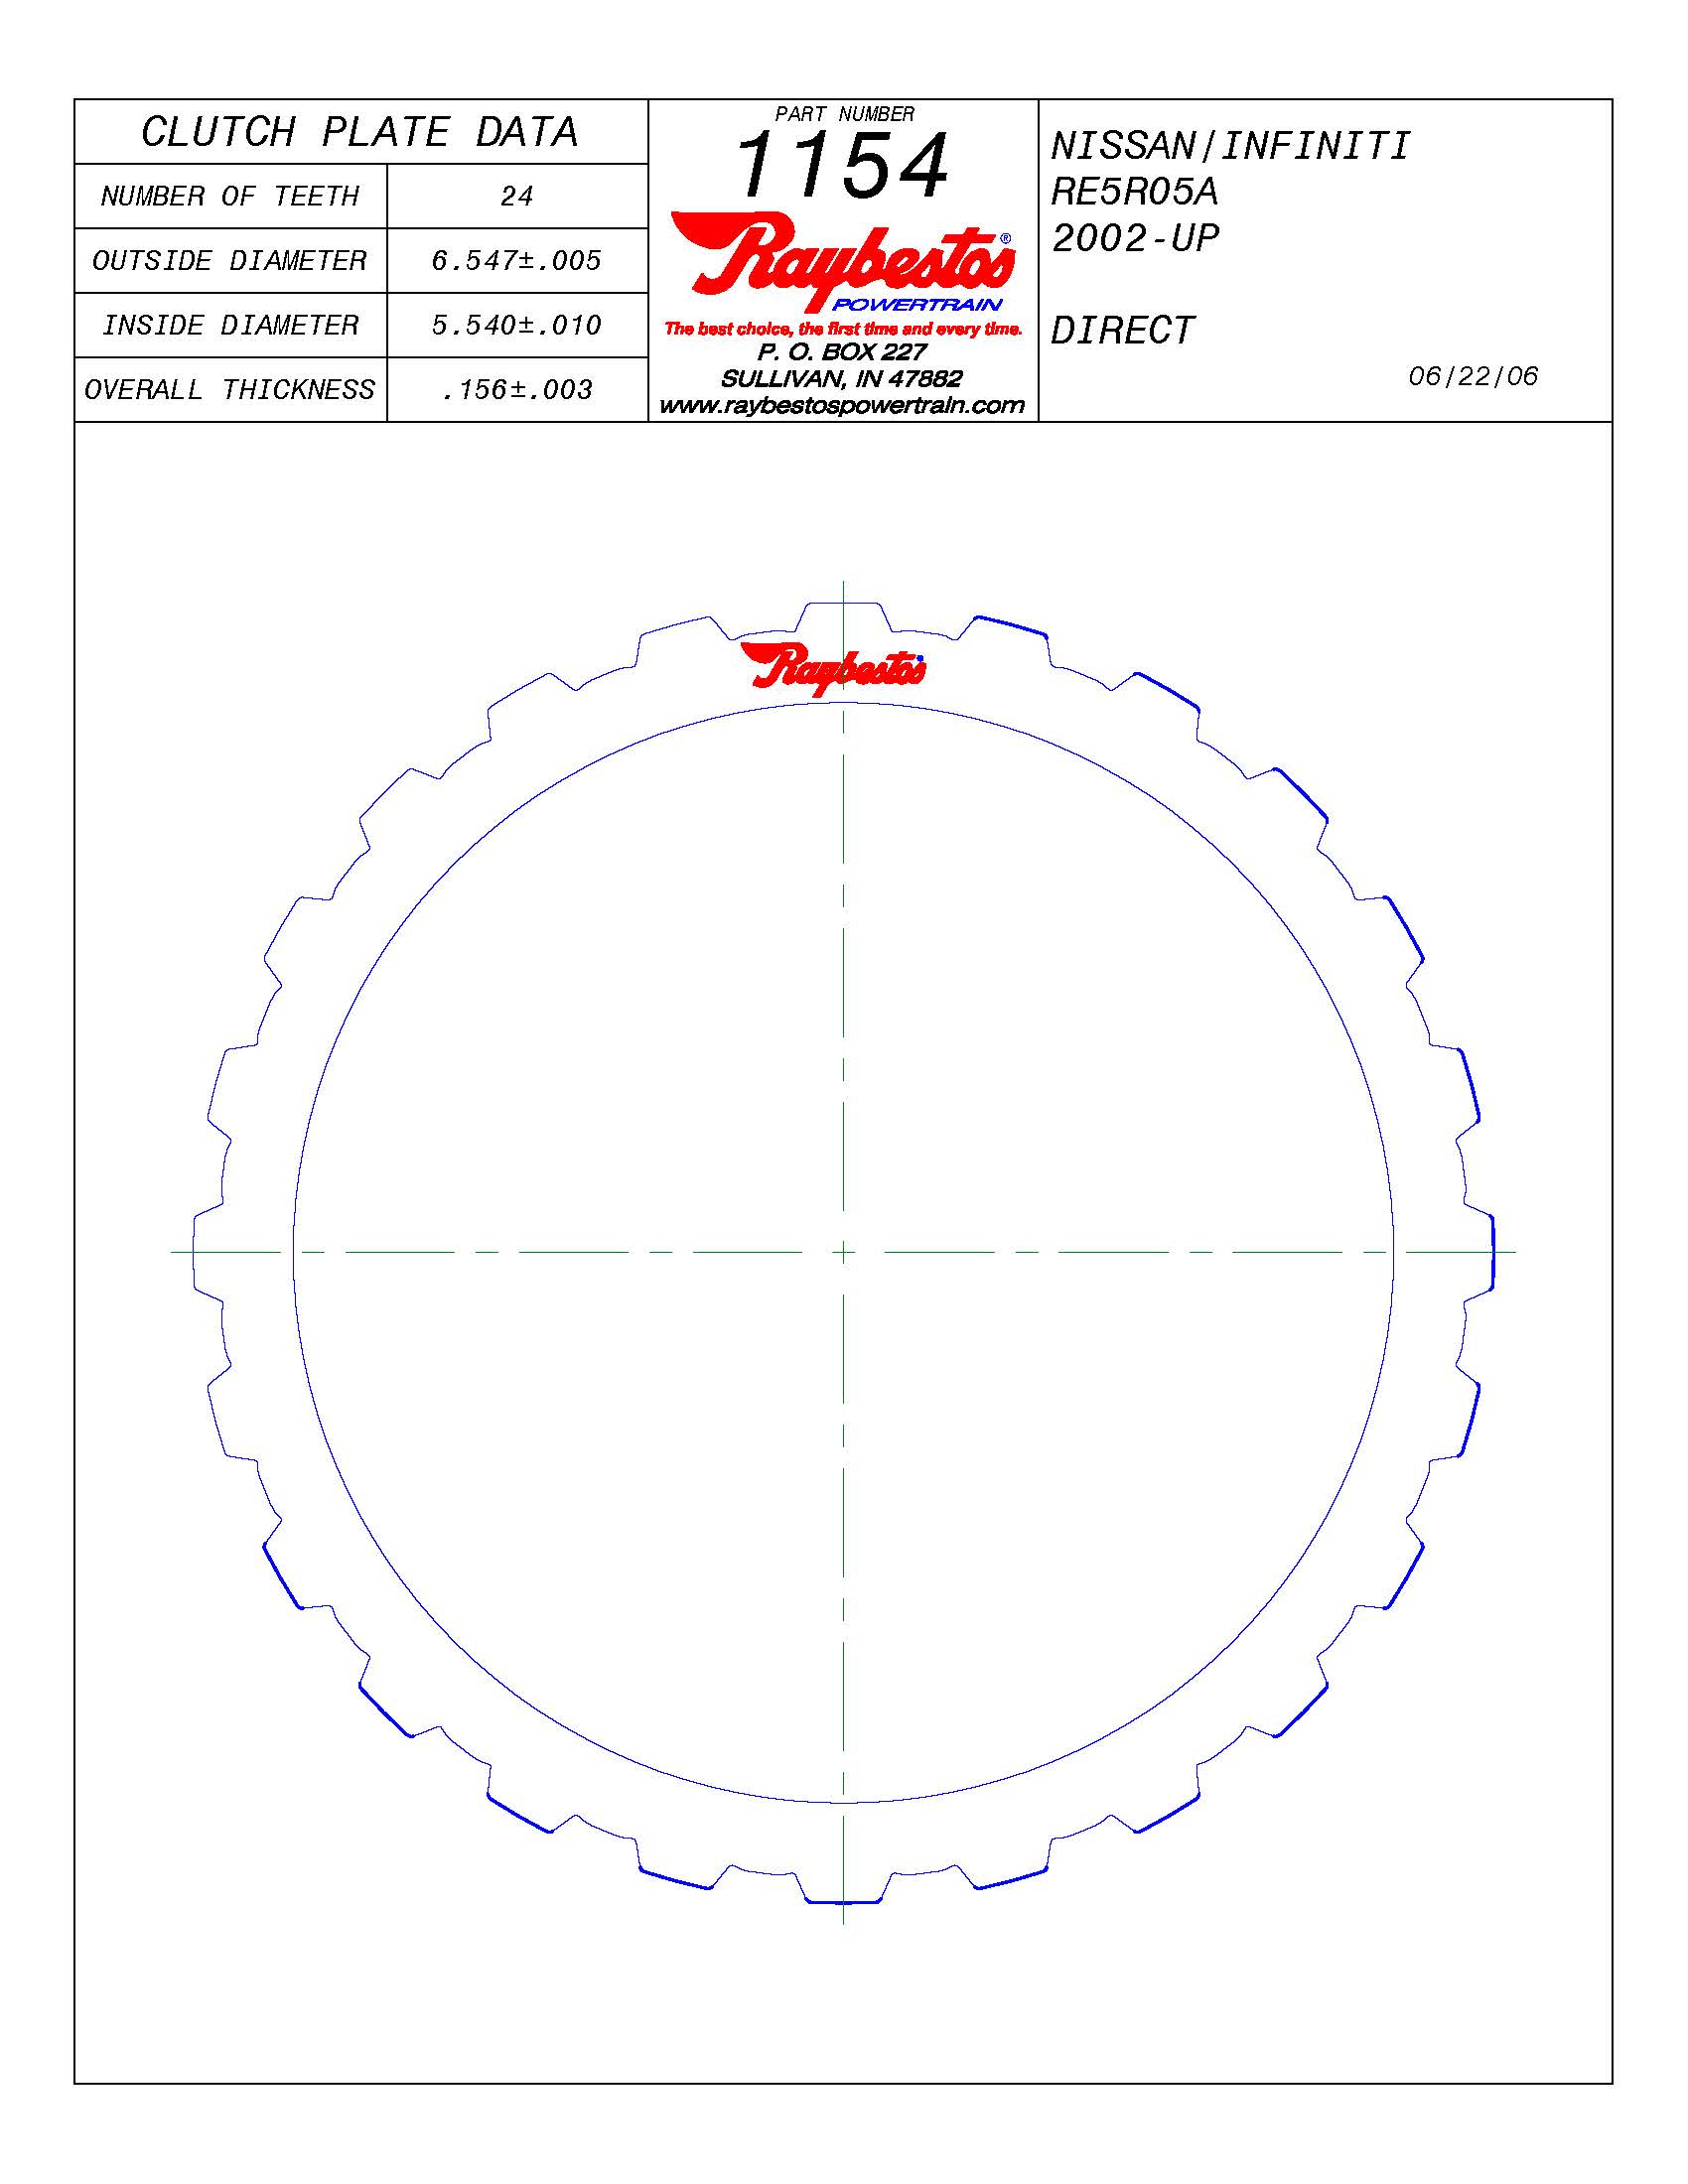 CLUTCH PLATE DATA
NUMBER OF TEETH 24
OUTSIDE DIAMETER 6.547±.005
INSIDE DIAMETER 5.540±.010
OVERALL THICKNESS .156±.003
PART NUMBER
1154
Raybestos®
POWERTRAIN
The best choice, the first time and every time.
P. O. BOX 227
SULLIVAN, IN 47882
www.raybestospowertrain.com
NISSAN/INFINITI
RE5R05A
2002-UP
DIRECT
06/22/06
Raybestos